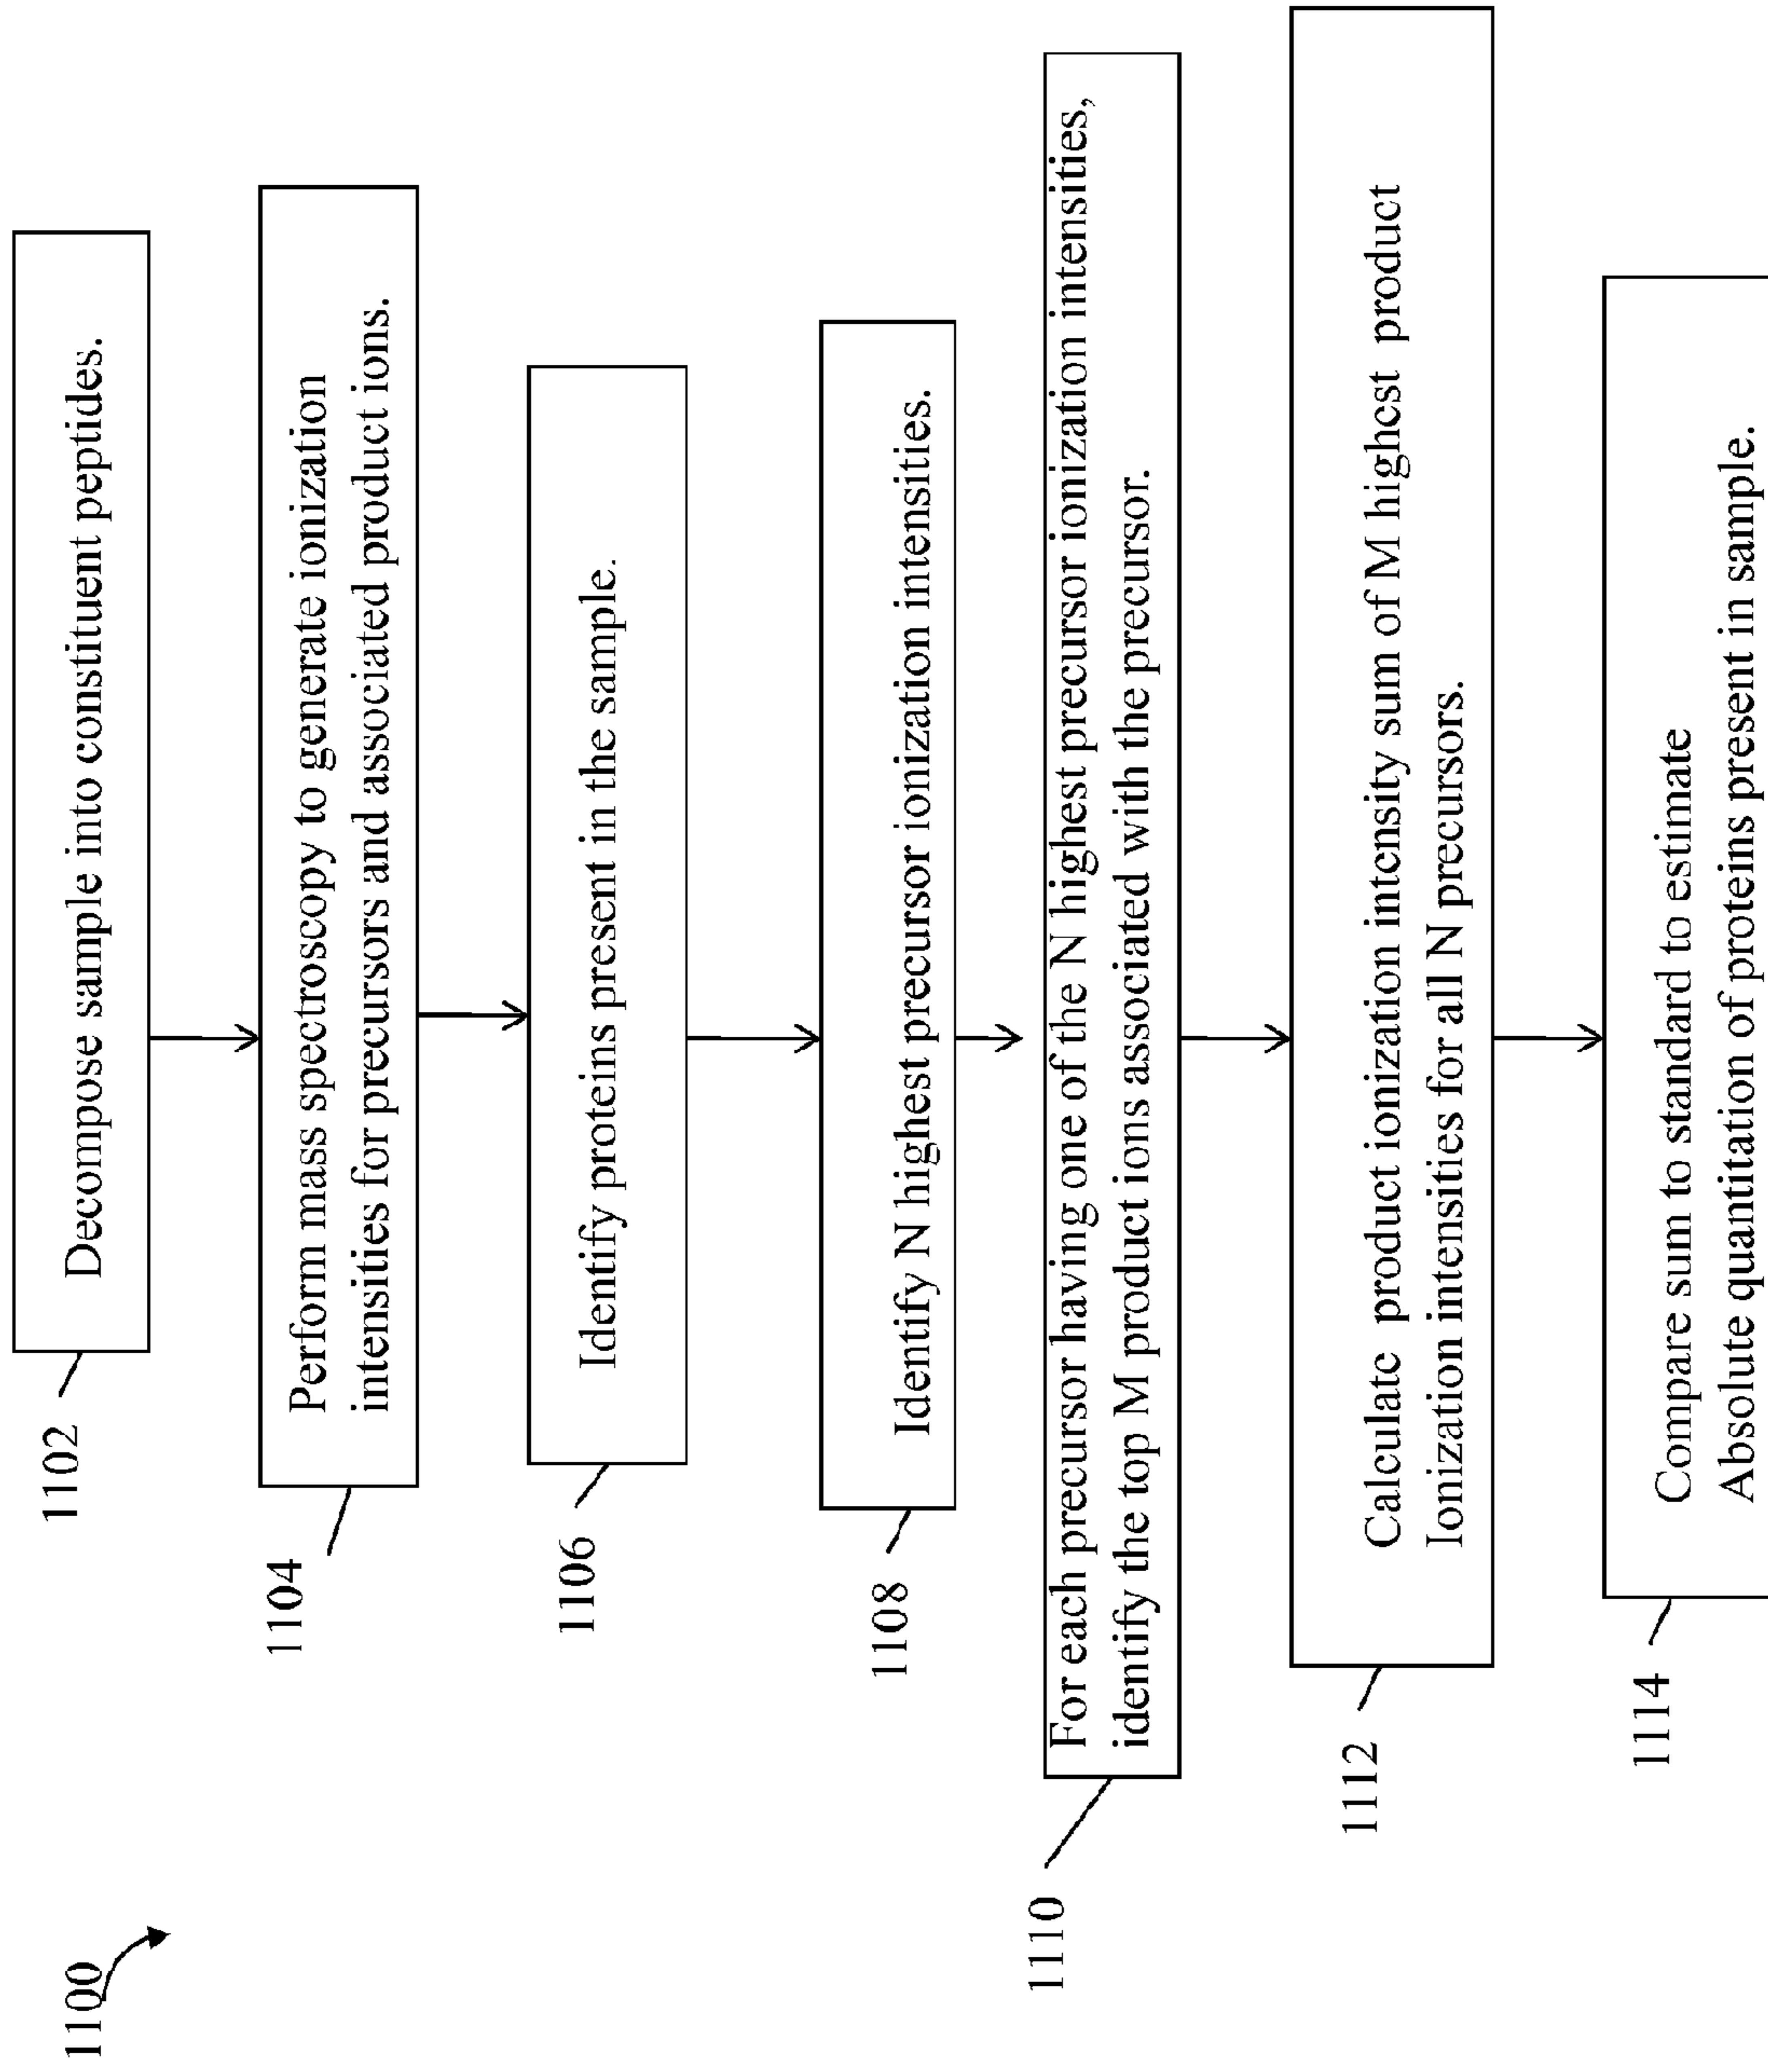 1100
1102
Decompose sample into constituent peptides.
1104
Perform mass spectroscopy to generate ionization
intensities for precursors and associated product ions.
1106
Identify proteins present in the sample.
1108
Identify N highest precursor ionization intensities.
1110
For each precursor having one of the N highest precursor ionization intensities,
identify the top M product ions associated with the precursor.
1112
Calculate product ionization intensity sum of M highest product
Ionization intensities for all N precursors.
1114
Compare sum to standard to estimate
Absolute quantitation of proteins present in sample.